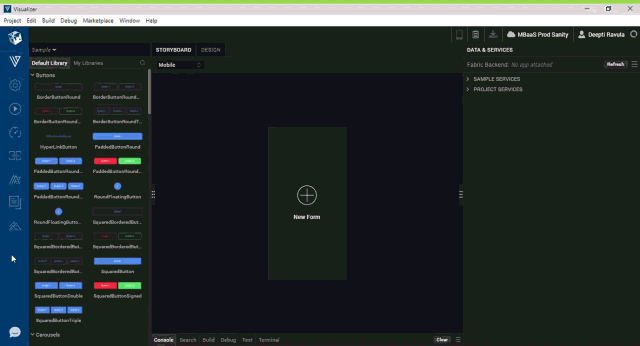 Visualizer
Project Edit Build Debug Marketplace Window Help
MBaaS Prod Sanity Deepti Ravula
Sample
STORYBOARD DESIGN
DATA & SERVICES
Default Library My Libraries
Mobile
Fabric Backend: No app attached Refresh
Buttons
SAMPLE SERVICES
PROJECT SERVICES
BorderButtonRound BorderButtonRound...
BorderButtonRound... BorderButtonRoundT...
HyperLinkButton PaddedButtonRound
PaddedButtonRound... PaddedButtonRound...
PaddedButtonRound... RoundFloatingButton
RoundFloatingButto... SquaredBorderedBut...
SquaredBorderedBut... SquaredBorderedBut...
SquaredBorderedBut... SquaredButton
SquaredButtonDouble SquaredButtonSigned
SquaredButtonTriple
New Form
Carousels
Console Search Build Debug Test Terminal Clear